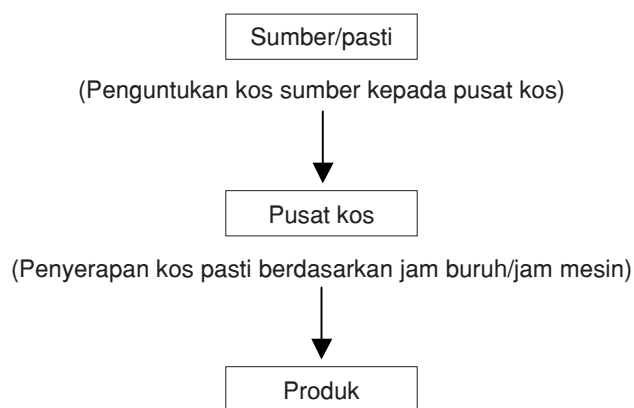 Sumber/pasti
(Penguntukan kos sumber kepada pusat kos)
Pusat kos
(Penyerapan kos pasti berdasarkan jam buruh/jam mesin)
Produk